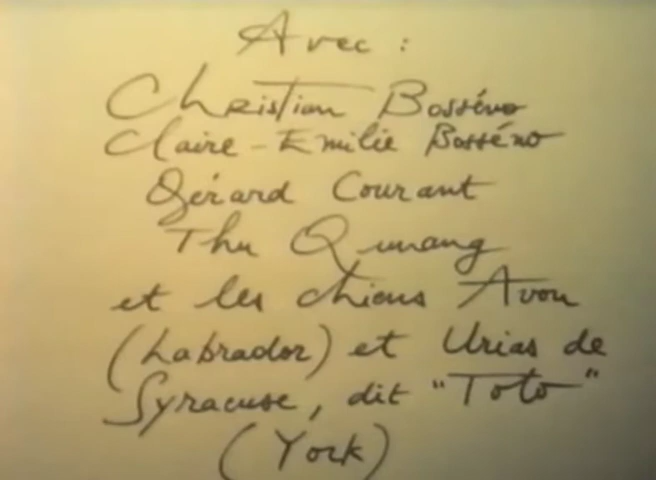 Avec :
Christian Bosséno
Claire-Emilie Bosséno
Gérard Courant
Thu Qunang
et les chiens Avon
(Labrador) et Urias de
Syracuse, dit "Toto"
(York)